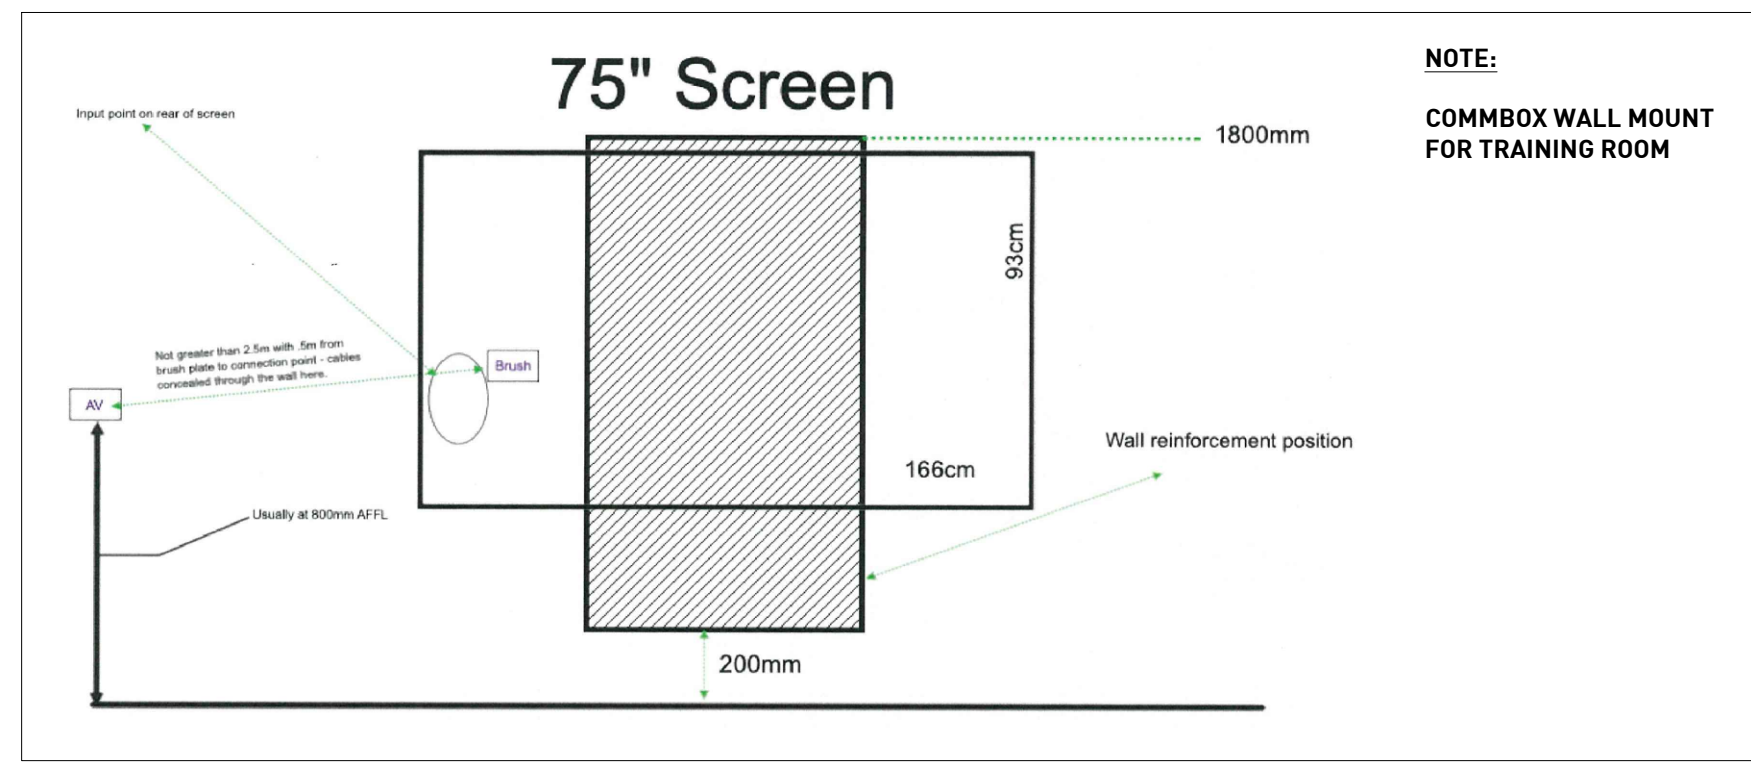 75" Screen
NOTE:
COMMBOX WALL MOUNT
FOR TRAINING ROOM
Input point on rear of screen
1800mm
93cm
Not greater than 2.5m with .5m from
brush plate to connection point - cables
concealed through the wall here.
Brush
AV
Wall reinforcement position
166cm
Usually at 800mm AFFL
200mm